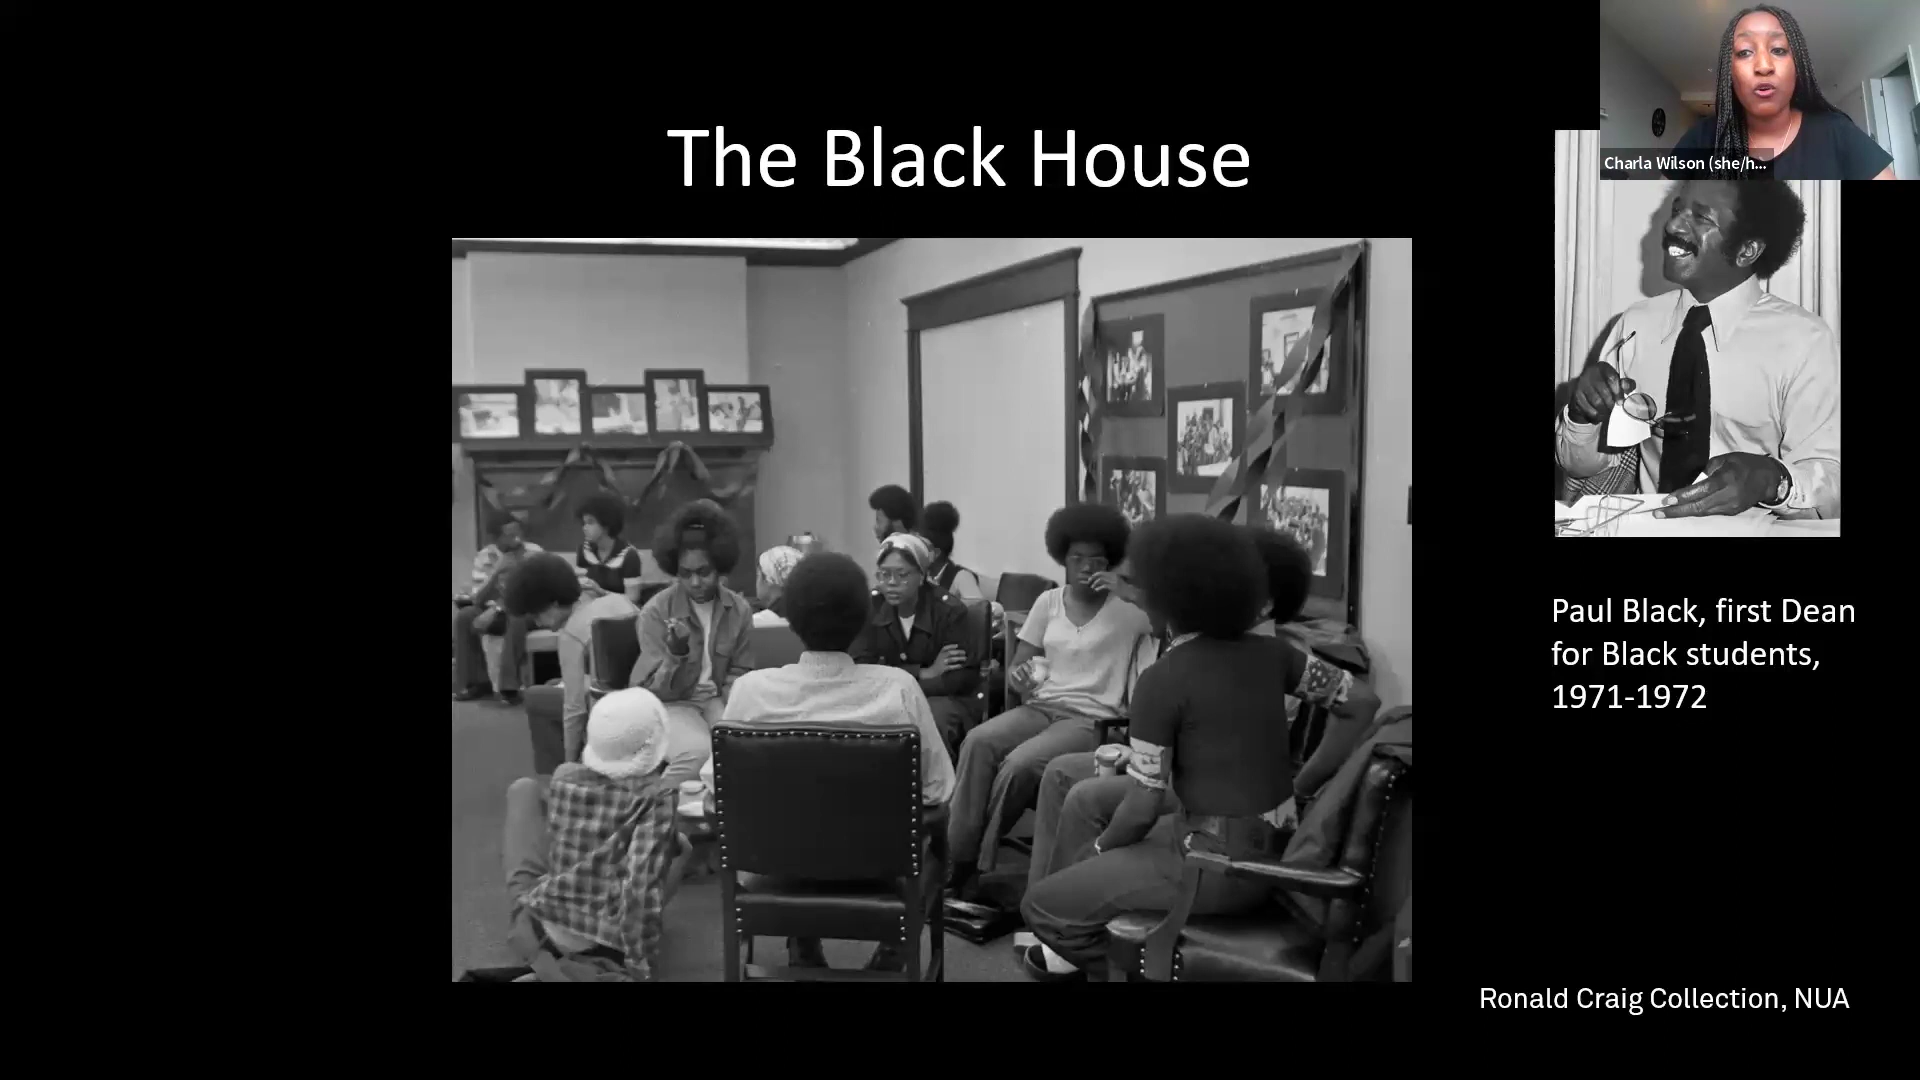 The Black House
Charla Wilson (she/h...
Paul Black, first Dean
for Black students,
1971-1972
Ronald Craig Collection, NUA